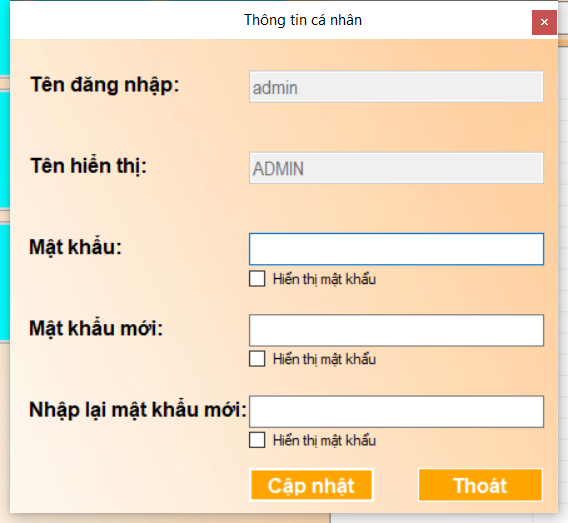 Thông tin cá nhân
Tên đăng nhập:
admin
Tên hiển thị:
ADMIN
Mật khẩu:
Hiển thị mật khẩu
Mật khẩu mới:
Hiển thị mật khẩu
Nhập lại mật khẩu mới:
Hiển thị mật khẩu
Cập nhật
Thoát